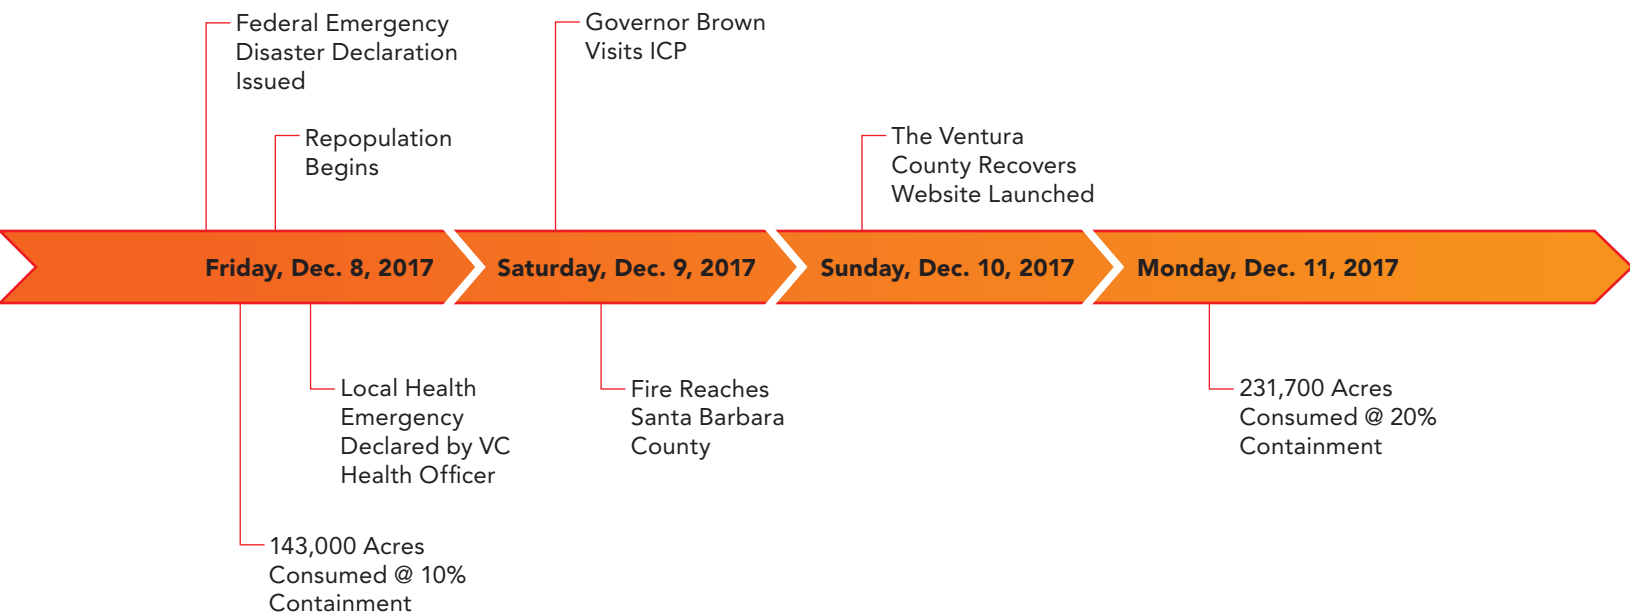 Federal Emergency
Disaster Declaration
Issued
Repopulation
Begins
Governor Brown
Visits ICP
The Ventura
County Recovers
Website Launched
Friday, Dec. 8, 2017
Saturday, Dec. 9, 2017
Sunday, Dec. 10, 2017
Monday, Dec. 11, 2017
143,000 Acres
Consumed @ 10%
Containment
Local Health
Emergency
Declared by VC
Health Officer
Fire Reaches
Santa Barbara
County
231,700 Acres
Consumed @ 20%
Containment